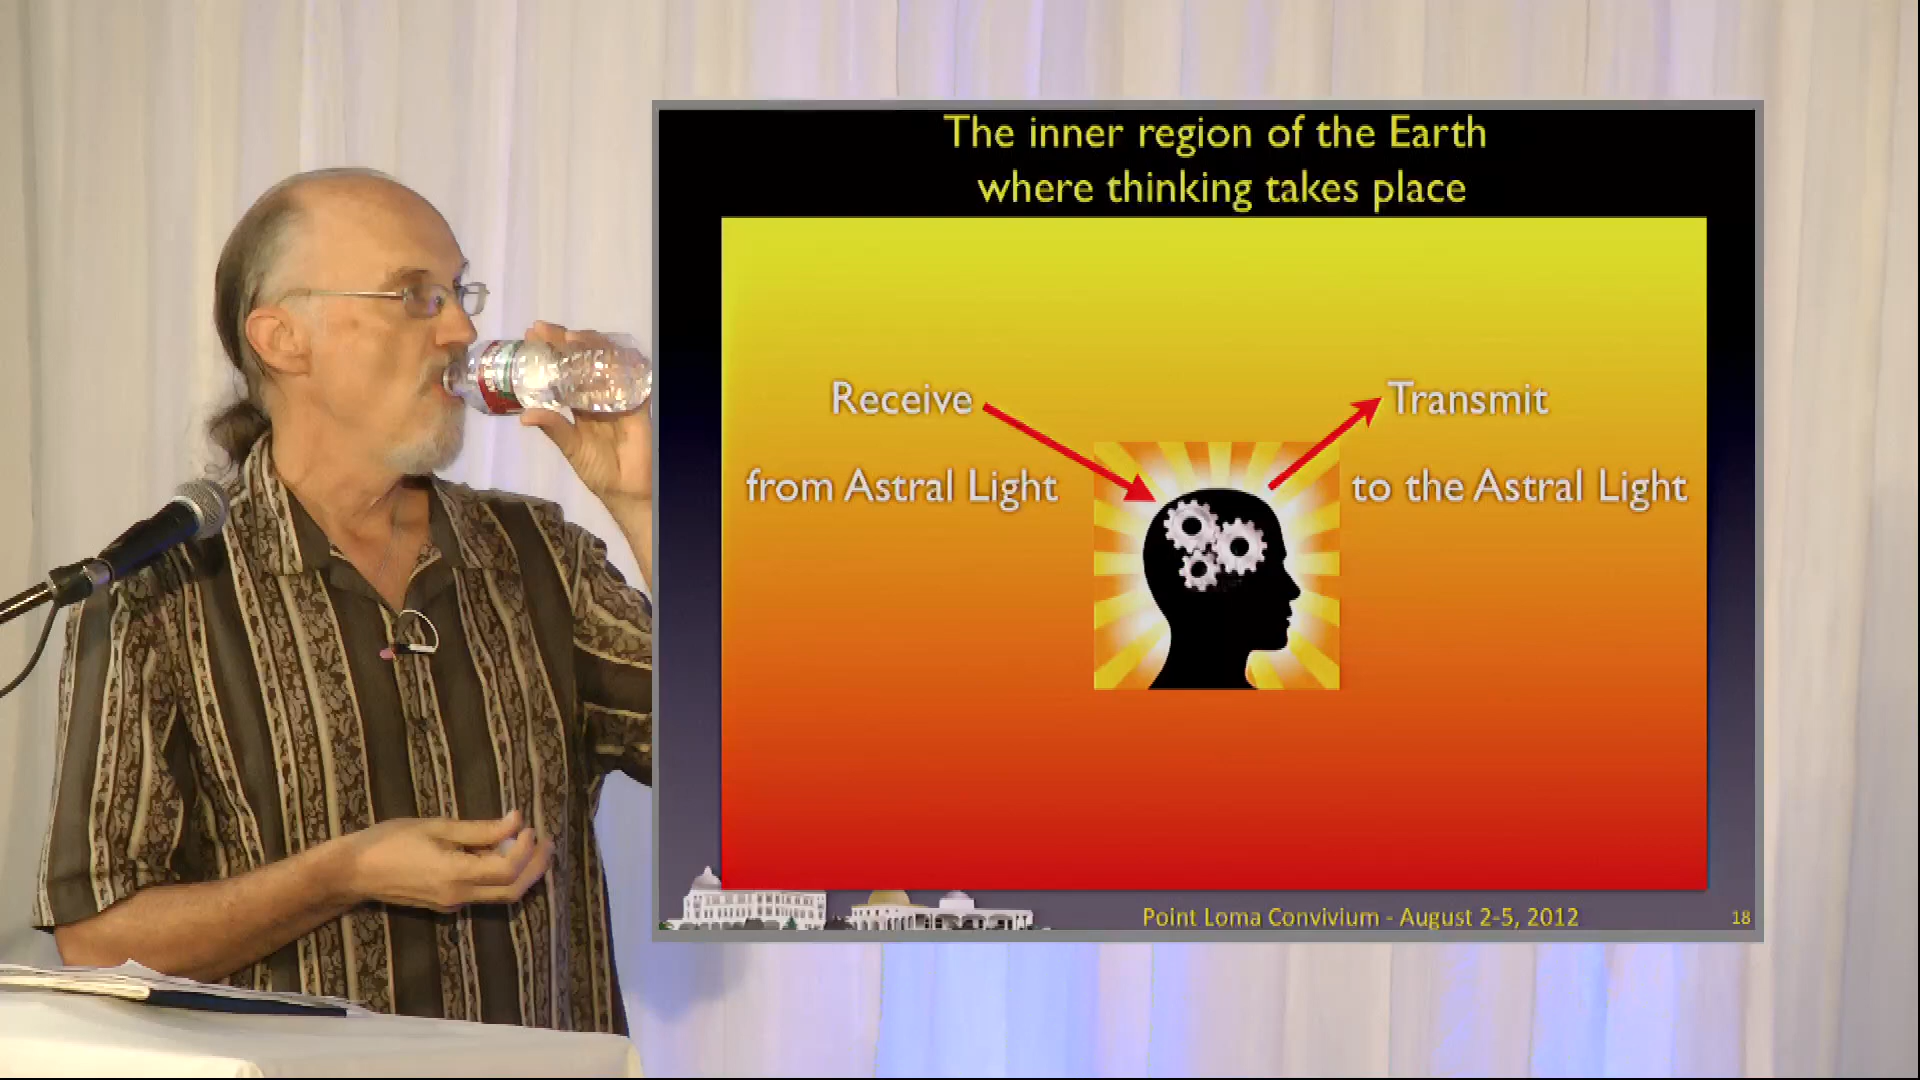 The inner region of the Earth
where thinking takes place
Receive
Transmit
from Astral Light
to the Astral Light
Point Loma Convivium - August 2-5, 2012
18